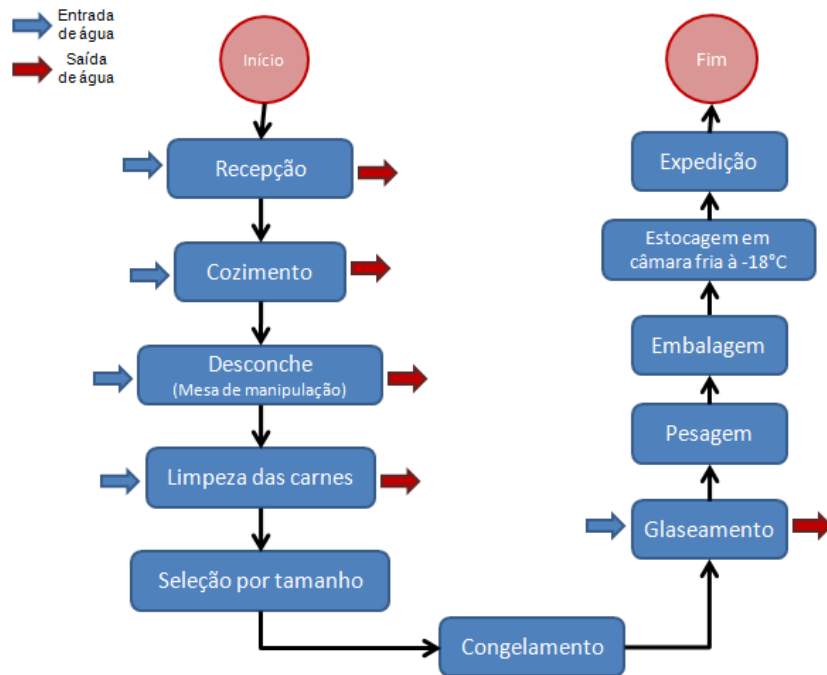 Entrada
de água
Saída
de água
Início
Recepção
Cozimento
Desconche
(Mesa de manipulação)
Limpeza das carnes
Seleção por tamanho
Congelamento
Glaseamento
Pesagem
Embalagem
Estocagem em
câmara fria à -18°C
Expedição
Fim